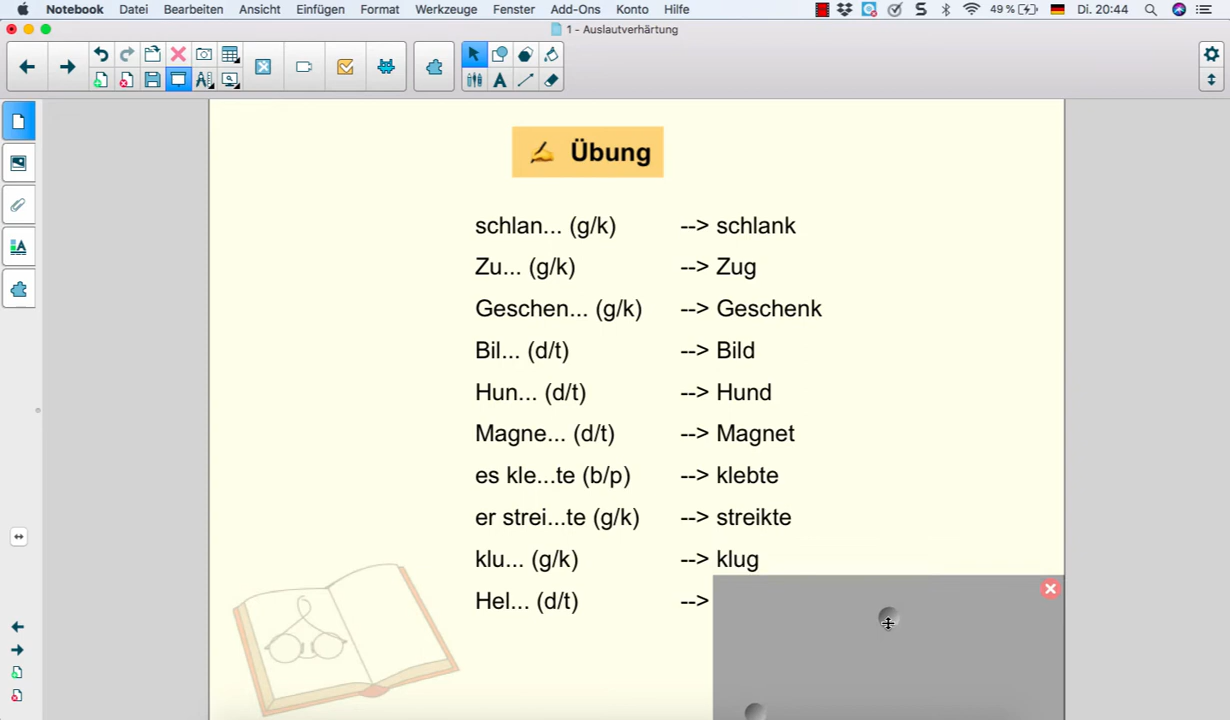 Notebook Datei Bearbeiten Ansicht Einfügen Format Werkzeuge Fenster Add-Ons Konto Hilfe 49 % Di. 20:44
1 - Auslautverhärtung
Übung
schlan... (g/k) --> schlank
Zu... (g/k) --> Zug
Geschen... (g/k) --> Geschenk
Bil... (d/t) --> Bild
Hun... (d/t) --> Hund
Magne... (d/t) --> Magnet
es kle...te (b/p) --> klebte
er strei...te (g/k) --> streikte
klu... (g/k) --> klug
Hel... (d/t) -->